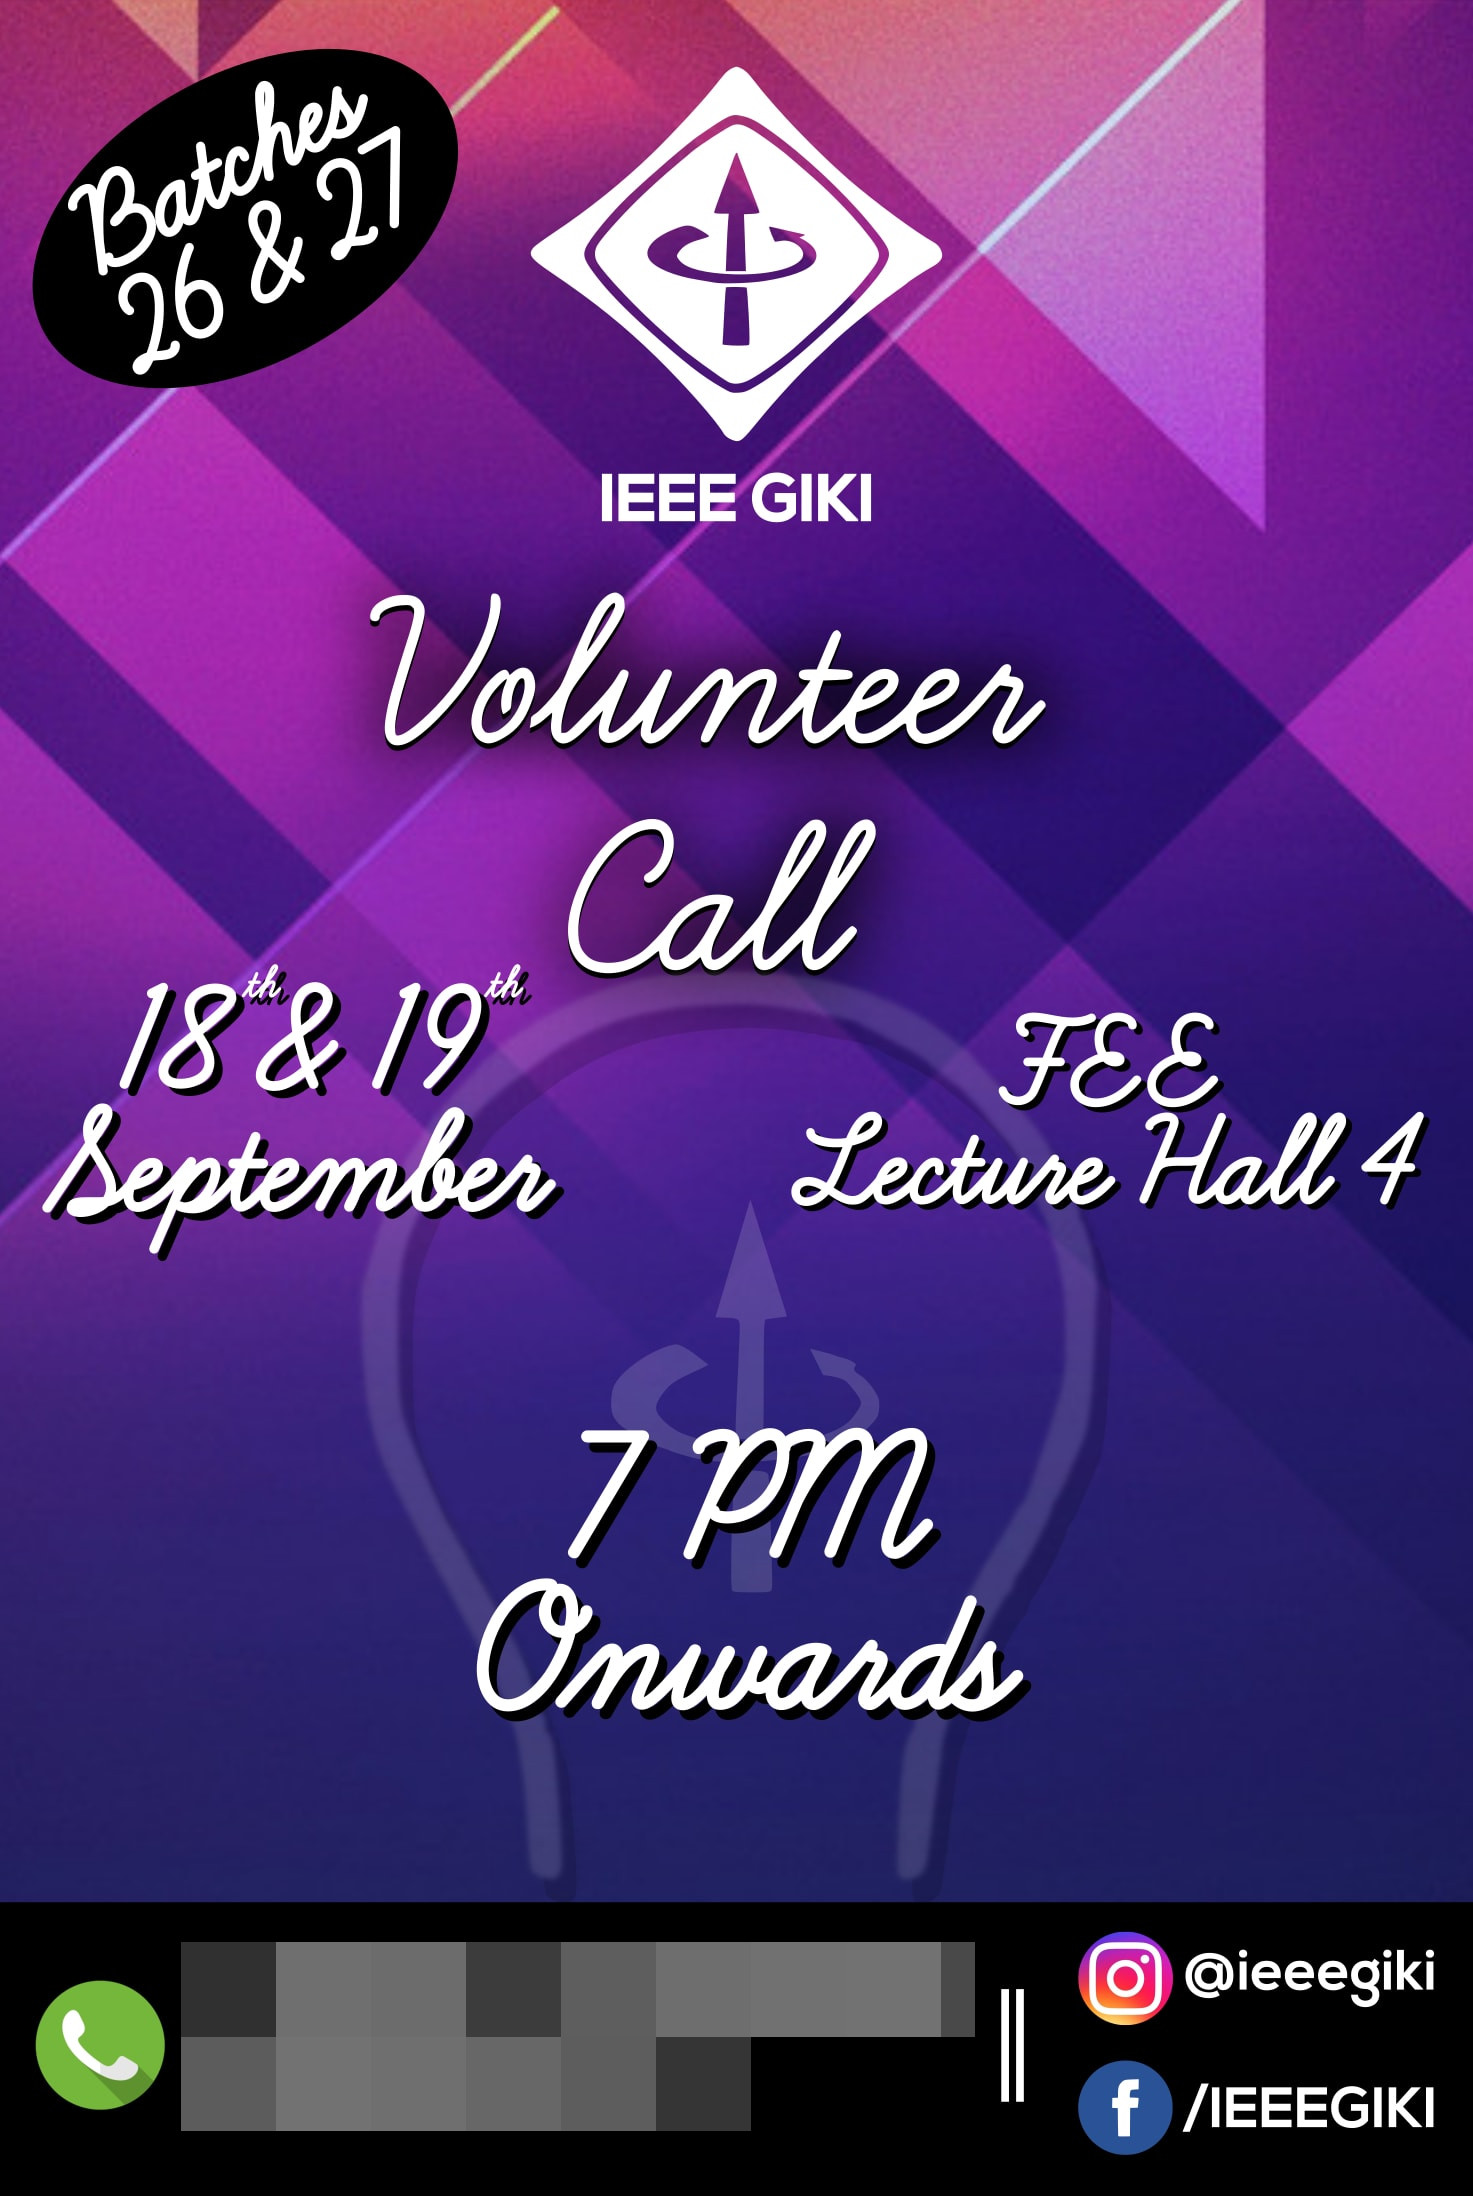 Batches
26 & 27
IEEE GIKI
Volunteer
Call
18th & 19th
September
FEE
Lecture Hall 4
7 PM
Onwards
@ieeegiki
/IEEEGIKI